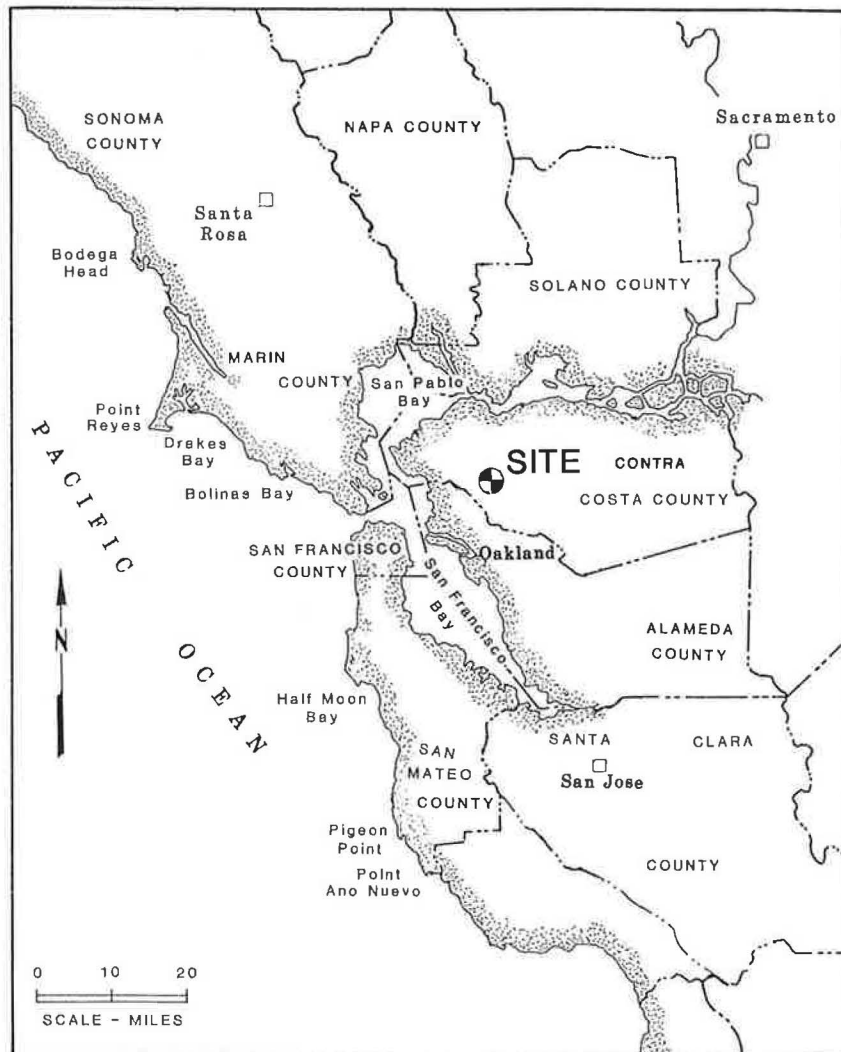 SONOMA
COUNTY
NAPA COUNTY
Sacramento
Santa
Rosa
Bodega
Head
SOLANO COUNTY
MARIN
COUNTY
San Pablo
Bay
Point
Reyes
Drakes
Bay
Bolinas Bay
SITE
CONTRA
COSTA COUNTY
PACIFIC
OCEAN
SAN FRANCISCO
COUNTY
Oakland
San Francisco
Bay
ALAMEDA
COUNTY
N
Half Moon
Bay
SANTA
CLARA
COUNTY
San Jose
SAN
MATEO
COUNTY
Pigeon
Point
Point
Ano Nuevo
0 10 20
SCALE - MILES